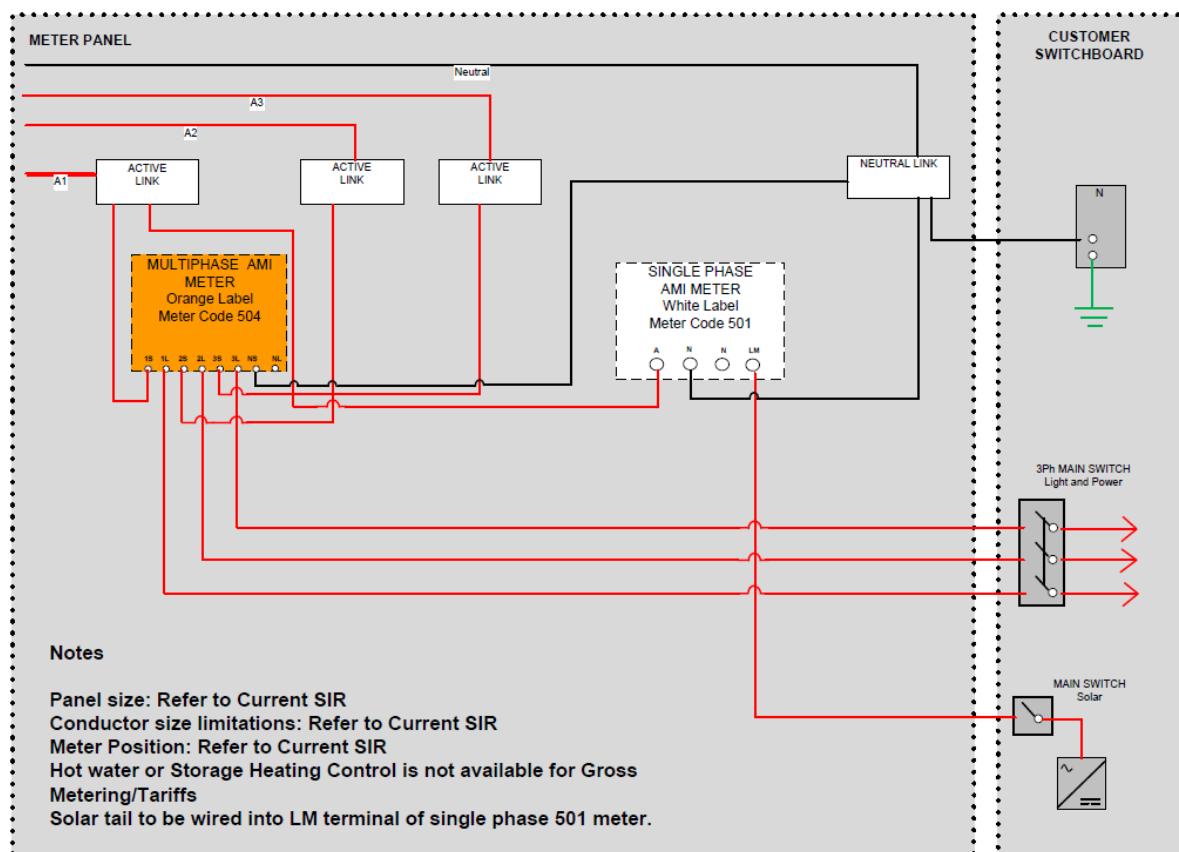 METER PANEL
CUSTOMER
SWITCHBOARD
Neutral
A3
A2
A1
ACTIVE
LINK
ACTIVE
LINK
ACTIVE
LINK
NEUTRAL LINK
N
MULTIPHASE AMI
METER
Orange Label
Meter Code 504
1S 1L 2S 2L 3S 3L NS NL
SINGLE PHASE
AMI METER
White Label
Meter Code 501
A N N LM
3Ph MAIN SWITCH
Light and Power
MAIN SWITCH
Solar
Notes
Panel size: Refer to Current SIR
Conductor size limitations: Refer to Current SIR
Meter Position: Refer to Current SIR
Hot water or Storage Heating Control is not available for Gross
Metering/Tariffs
Solar tail to be wired into LM terminal of single phase 501 meter.